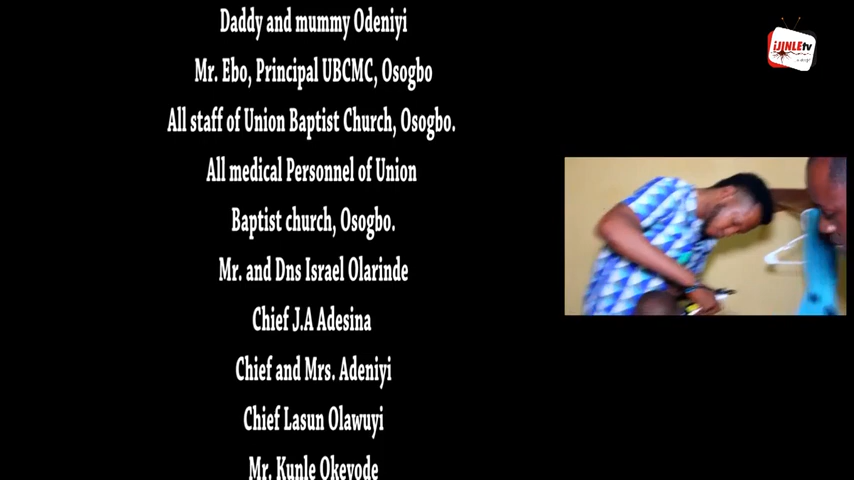 Daddy and mummy Odeniyi
Mr. Ebo, Principal UBCMC, Osogbo
All staff of Union Baptist Church, Osogbo.
All medical Personnel of Union
Baptist church, Osogbo.
Mr. and Dns Israel Olarinde
Chief J.A Adesina
Chief and Mrs. Adeniyi
Chief Lasun Olawuyi
Mr. Kunle Okeyode
iJINLEtv